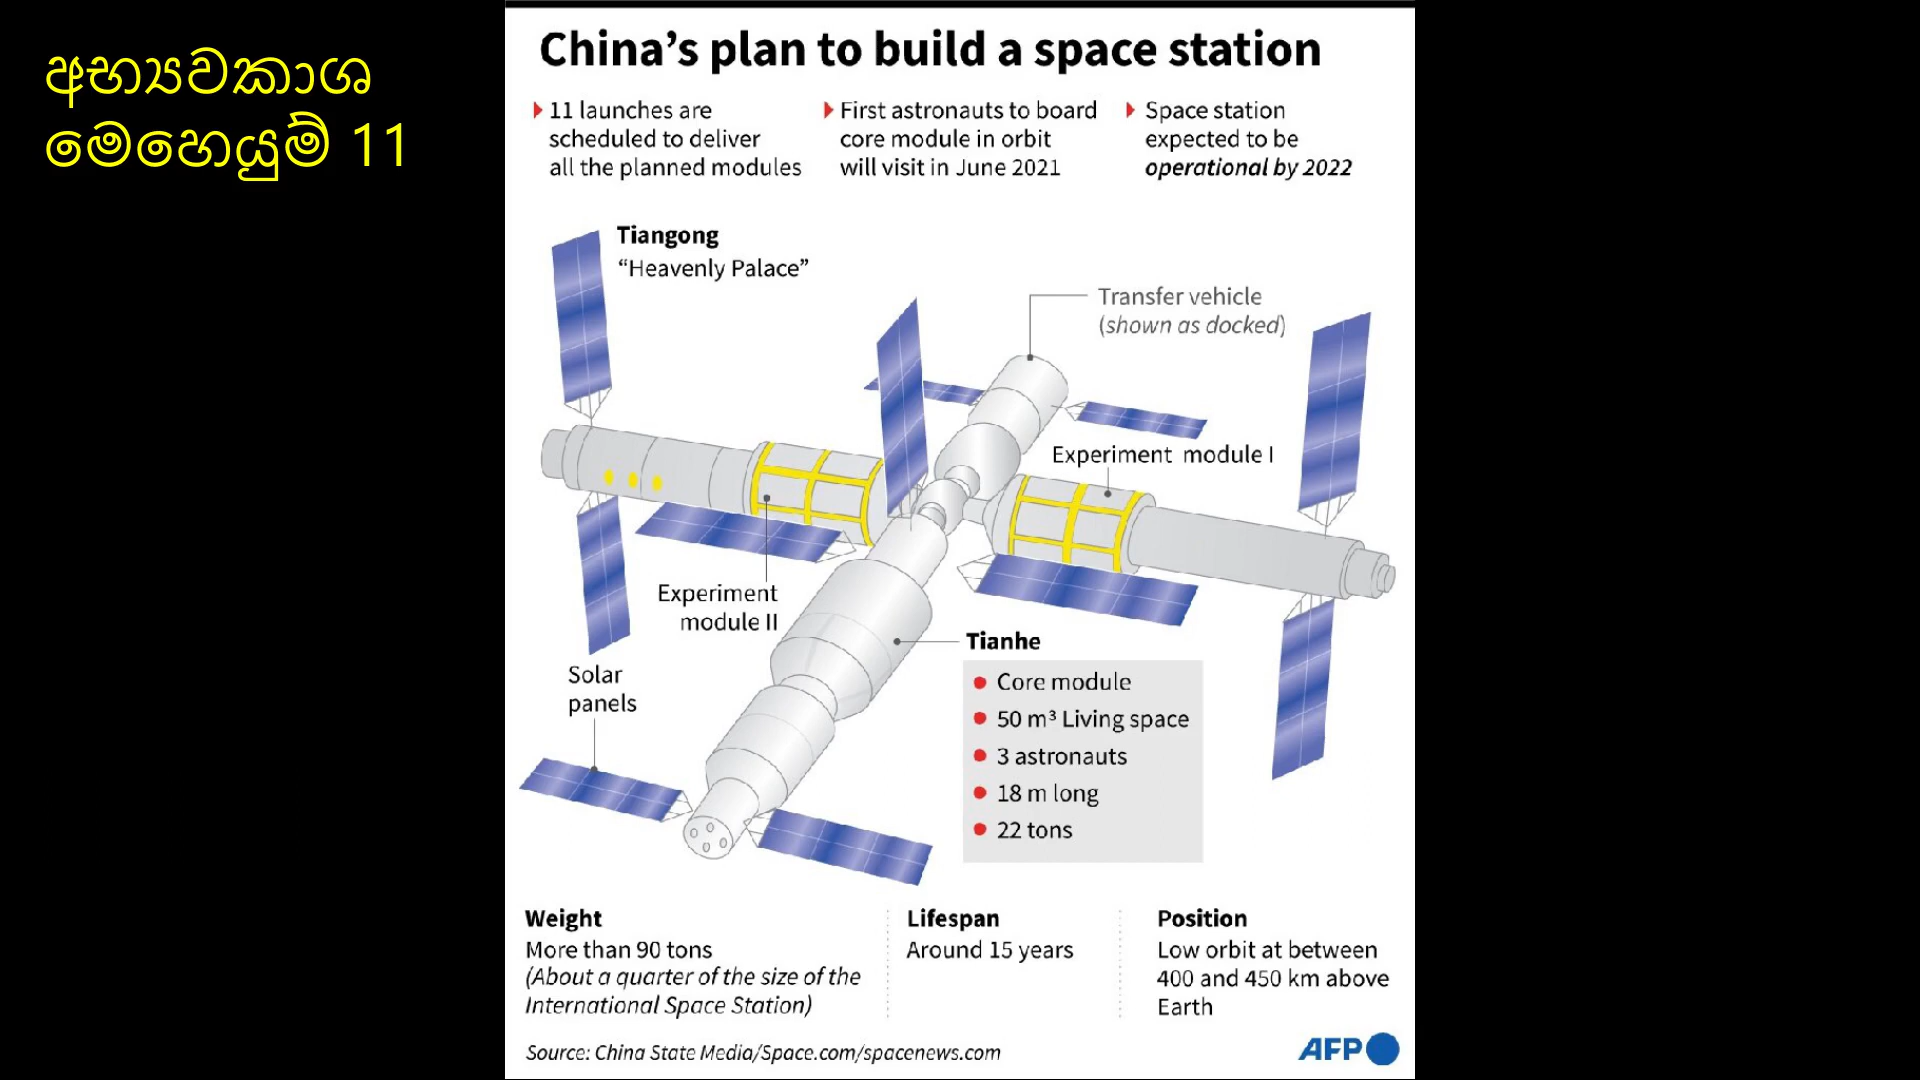 අභ්‍යවකාශ
මෙහෙයුම් 11
China's plan to build a space station
11 launches are
scheduled to deliver
all the planned modules
First astronauts to board
core module in orbit
will visit in June 2021
Space station
expected to be
operational by 2022
Tiangong
“Heavenly Palace”
Transfer vehicle
(shown as docked)
Experiment module I
Experiment
module II
Tianhe
Core module
50 m³ Living space
3 astronauts
18 m long
22 tons
Solar
panels
Weight
More than 90 tons
(About a quarter of the size of the
International Space Station)
Lifespan
Around 15 years
Position
Low orbit at between
400 and 450 km above
Earth
Source: China State Media/Space.com/spacenews.com
AFP